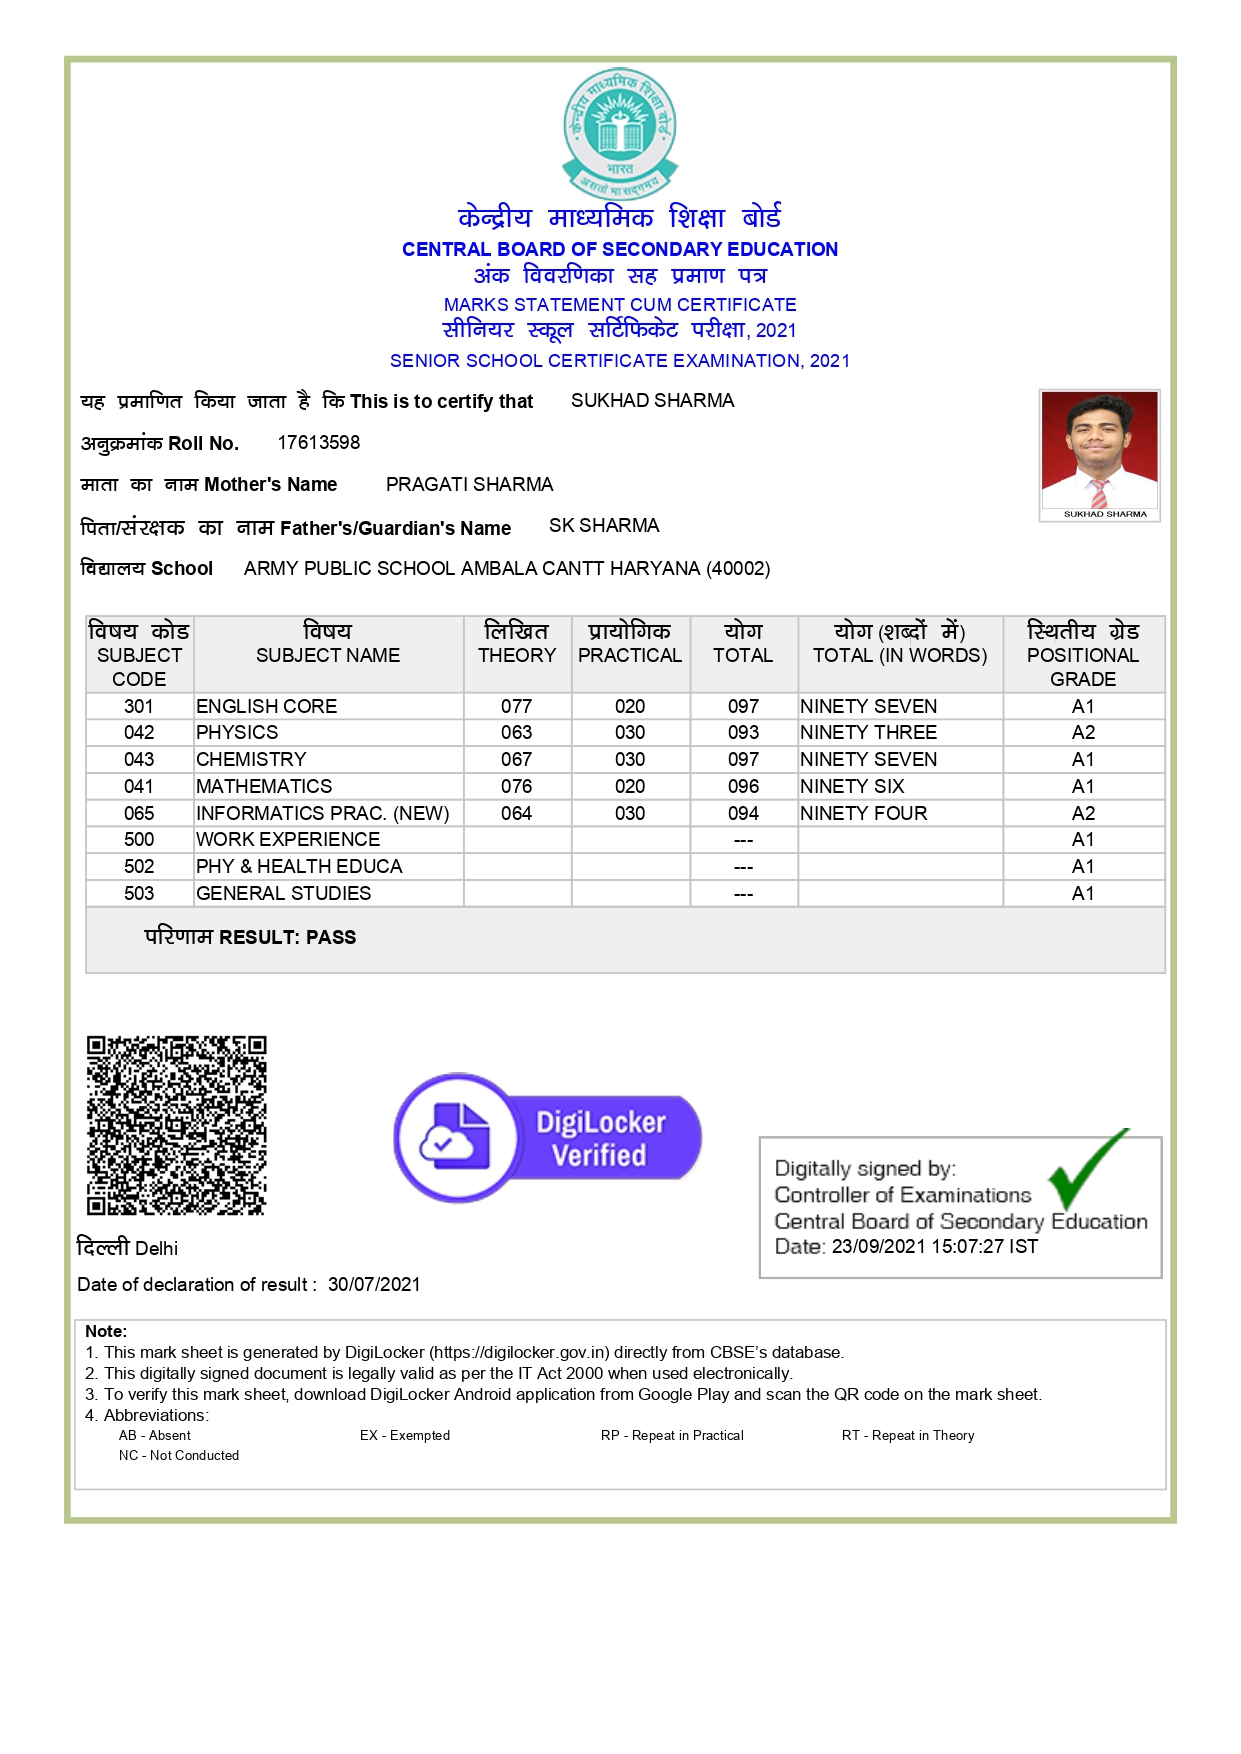 केन्द्रीय माध्यमिक शिक्षा बोर्ड
भारत
असतो मा सद्गमय
केन्द्रीय माध्यमिक शिक्षा बोर्ड
CENTRAL BOARD OF SECONDARY EDUCATION
अंक विवरणिका सह प्रमाण पत्र
MARKS STATEMENT CUM CERTIFICATE
सीनियर स्कूल सर्टिफिकेट परीक्षा, 2021
SENIOR SCHOOL CERTIFICATE EXAMINATION, 2021
यह प्रमाणित किया जाता है कि This is to certify that SUKHAD SHARMA
अनुक्रमांक Roll No. 17613598
माता का नाम Mother's Name PRAGATI SHARMA
पिता/संरक्षक का नाम Father's/Guardian's Name SK SHARMA
SUKHAD SHARMA
विद्यालय School ARMY PUBLIC SCHOOL AMBALA CANTT HARYANA (40002)
विषय कोड विषय लिखित प्रायोगिक योग योग (शब्दों में) स्थितीय ग्रेड
SUBJECT SUBJECT NAME THEORY PRACTICAL TOTAL TOTAL (IN WORDS) POSITIONAL
CODE GRADE
301 ENGLISH CORE 077 020 097 NINETY SEVEN A1
042 PHYSICS 063 030 093 NINETY THREE A2
043 CHEMISTRY 067 030 097 NINETY SEVEN A1
041 MATHEMATICS 076 020 096 NINETY SIX A1
065 INFORMATICS PRAC. (NEW) 064 030 094 NINETY FOUR A2
500 WORK EXPERIENCE --- A1
502 PHY & HEALTH EDUCA --- A1
503 GENERAL STUDIES --- A1
परिणाम RESULT: PASS
DigiLocker
Verified
Digitally signed by:
Controller of Examinations
Central Board of Secondary Education
Date: 23/09/2021 15:07:27 IST
दिल्ली Delhi
Date of declaration of result : 30/07/2021
Note:
1. This mark sheet is generated by DigiLocker (https://digilocker.gov.in) directly from CBSE’s database.
2. This digitally signed document is legally valid as per the IT Act 2000 when used electronically.
3. To verify this mark sheet, download DigiLocker Android application from Google Play and scan the QR code on the mark sheet.
4. Abbreviations:
AB - Absent EX - Exempted RP - Repeat in Practical RT - Repeat in Theory
NC - Not Conducted